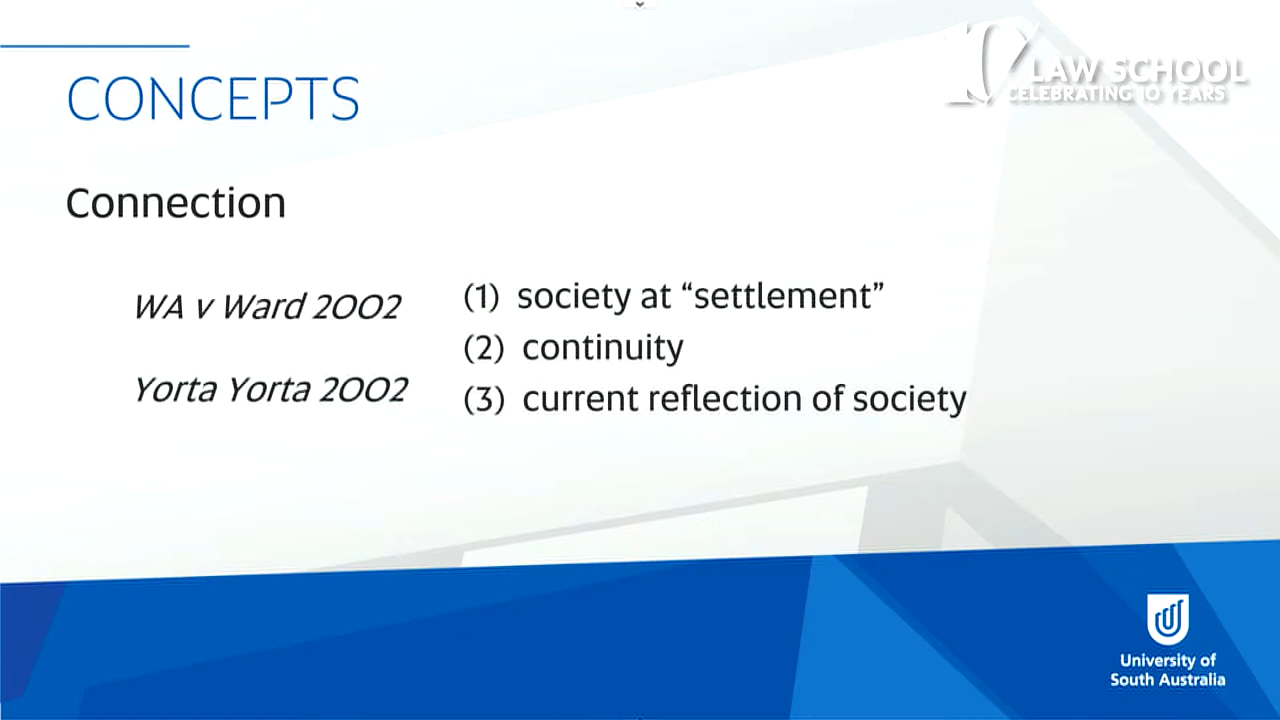 10
LAW SCHOOL
CELEBRATING 10 YEARS
CONCEPTS
Connection
WA v Ward 2002
Yorta Yorta 2002
(1) society at “settlement”
(2) continuity
(3) current reflection of society
University of
South Australia